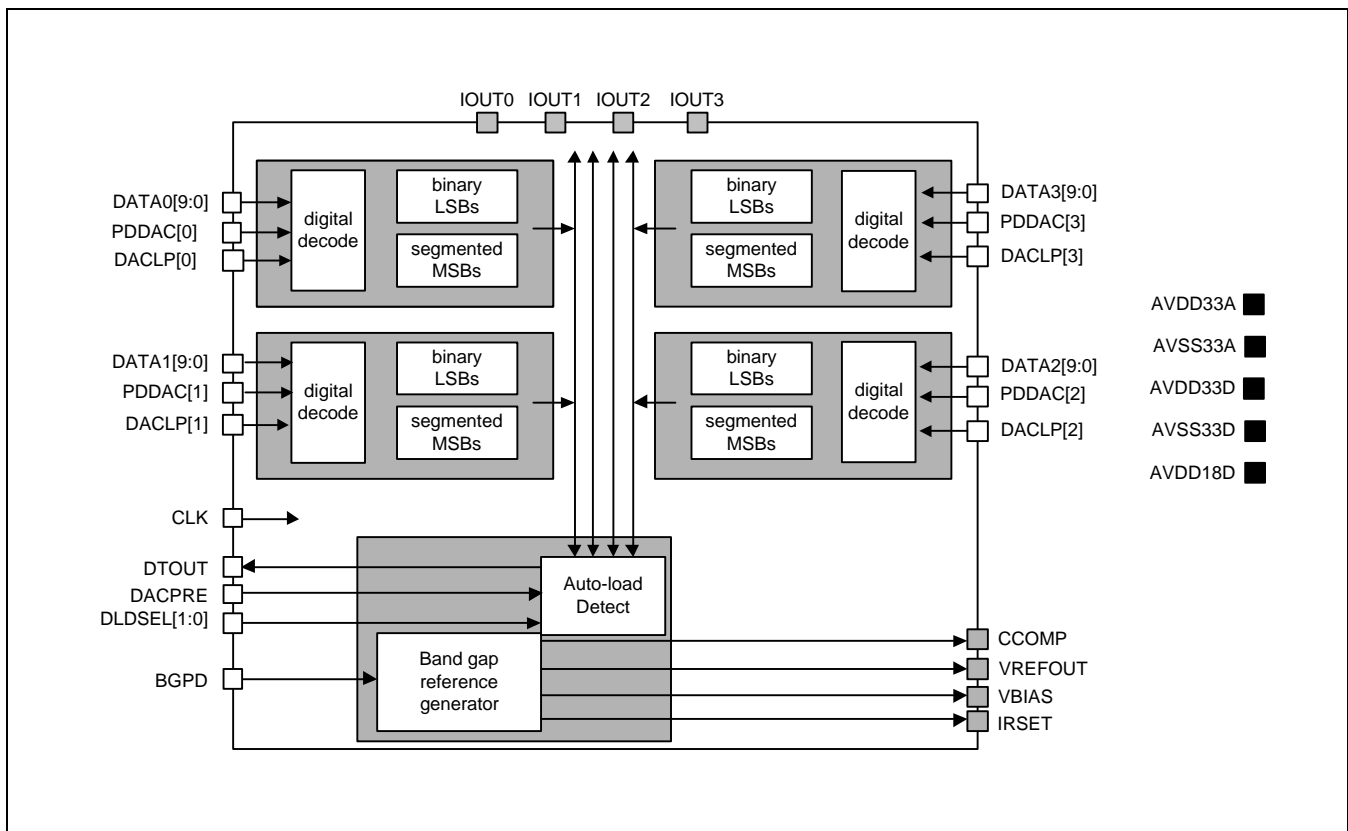 IOUT0 IOUT1 IOUT2 IOUT3
DATA0[9:0]
PDDAC[0]
DACLP[0]
digital
decode
binary
LSBs
segmented
MSBs
binary
LSBs
segmented
MSBs
digital
decode
DATA3[9:0]
PDDAC[3]
DACLP[3]
DATA1[9:0]
PDDAC[1]
DACLP[1]
digital
decode
binary
LSBs
segmented
MSBs
binary
LSBs
segmented
MSBs
digital
decode
DATA2[9:0]
PDDAC[2]
DACLP[2]
AVDD33A
AVSS33A
AVDD33D
AVSS33D
AVDD18D
CLK
DTOUT
DACPRE
DLDSEL[1:0]
BGPD
Auto-load
Detect
Band gap
reference
generator
CCOMP
VREFOUT
VBIAS
IRSET